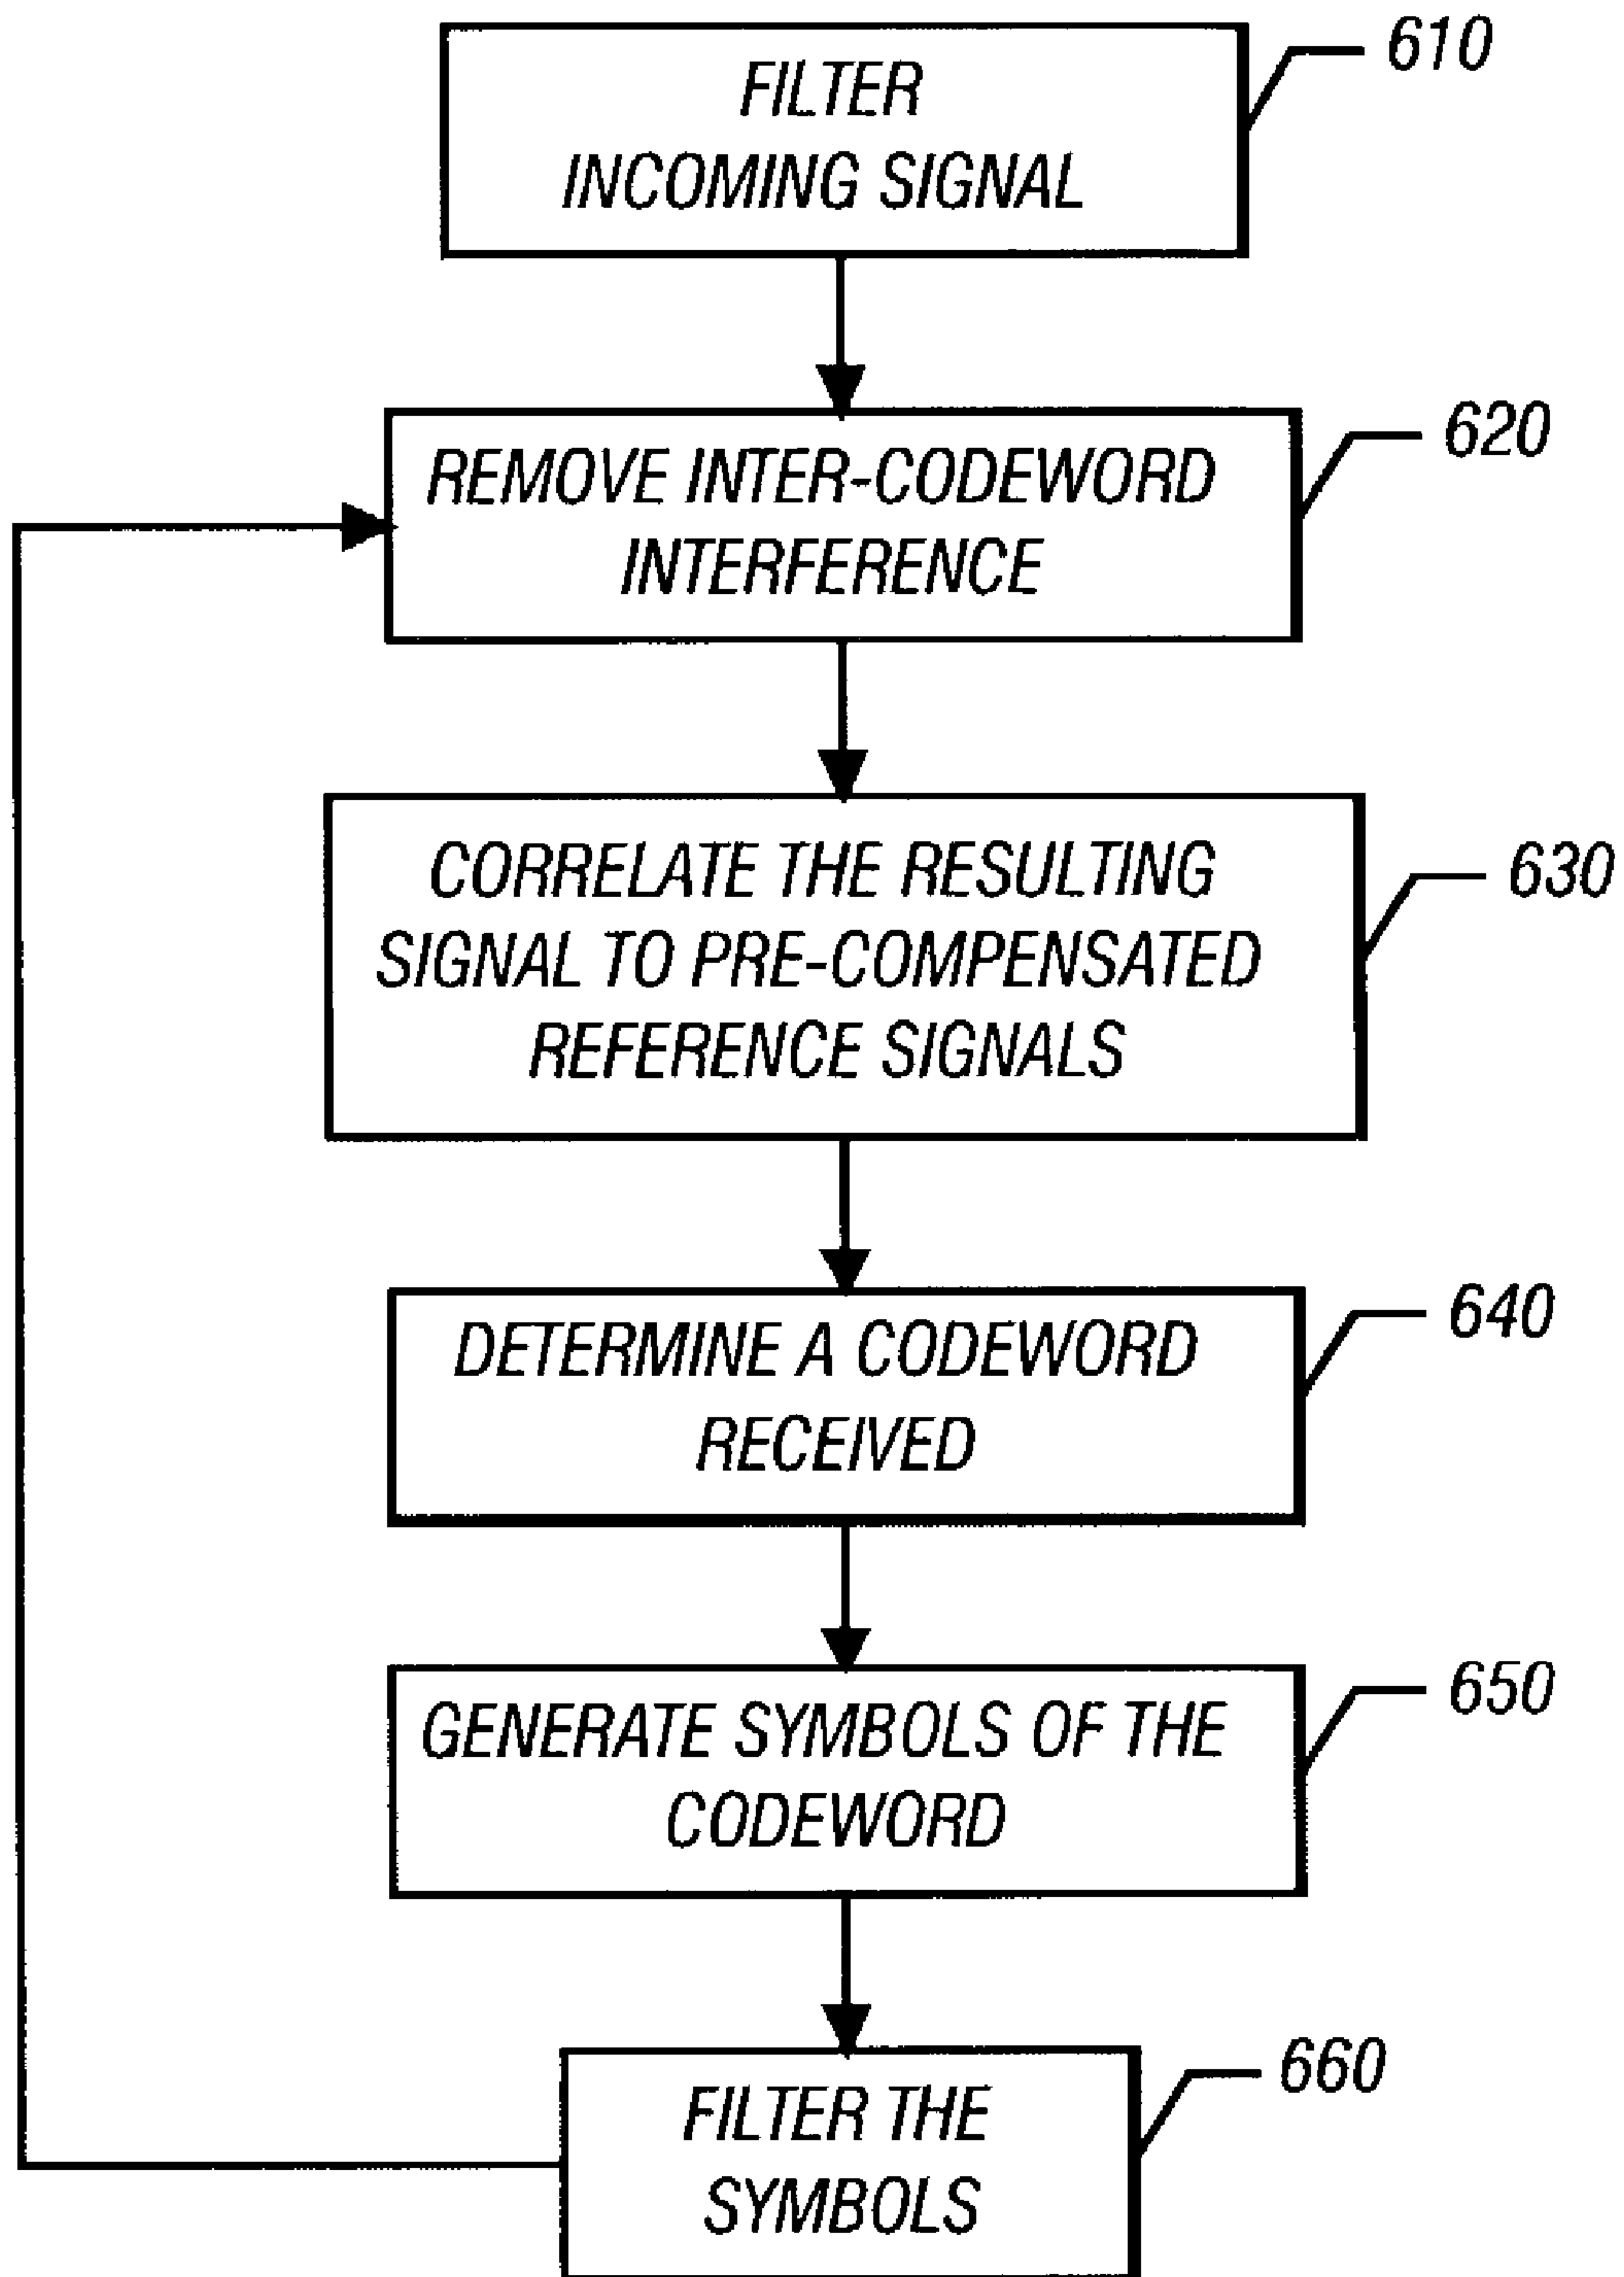 FILTER
INCOMING SIGNAL
610
REMOVE INTER-CODEWORD
INTERFERENCE
620
CORRELATE THE RESULTING
SIGNAL TO PRE-COMPENSATED
REFERENCE SIGNALS
630
DETERMINE A CODEWORD
RECEIVED
640
GENERATE SYMBOLS OF THE
CODEWORD
650
FILTER THE
SYMBOLS
660